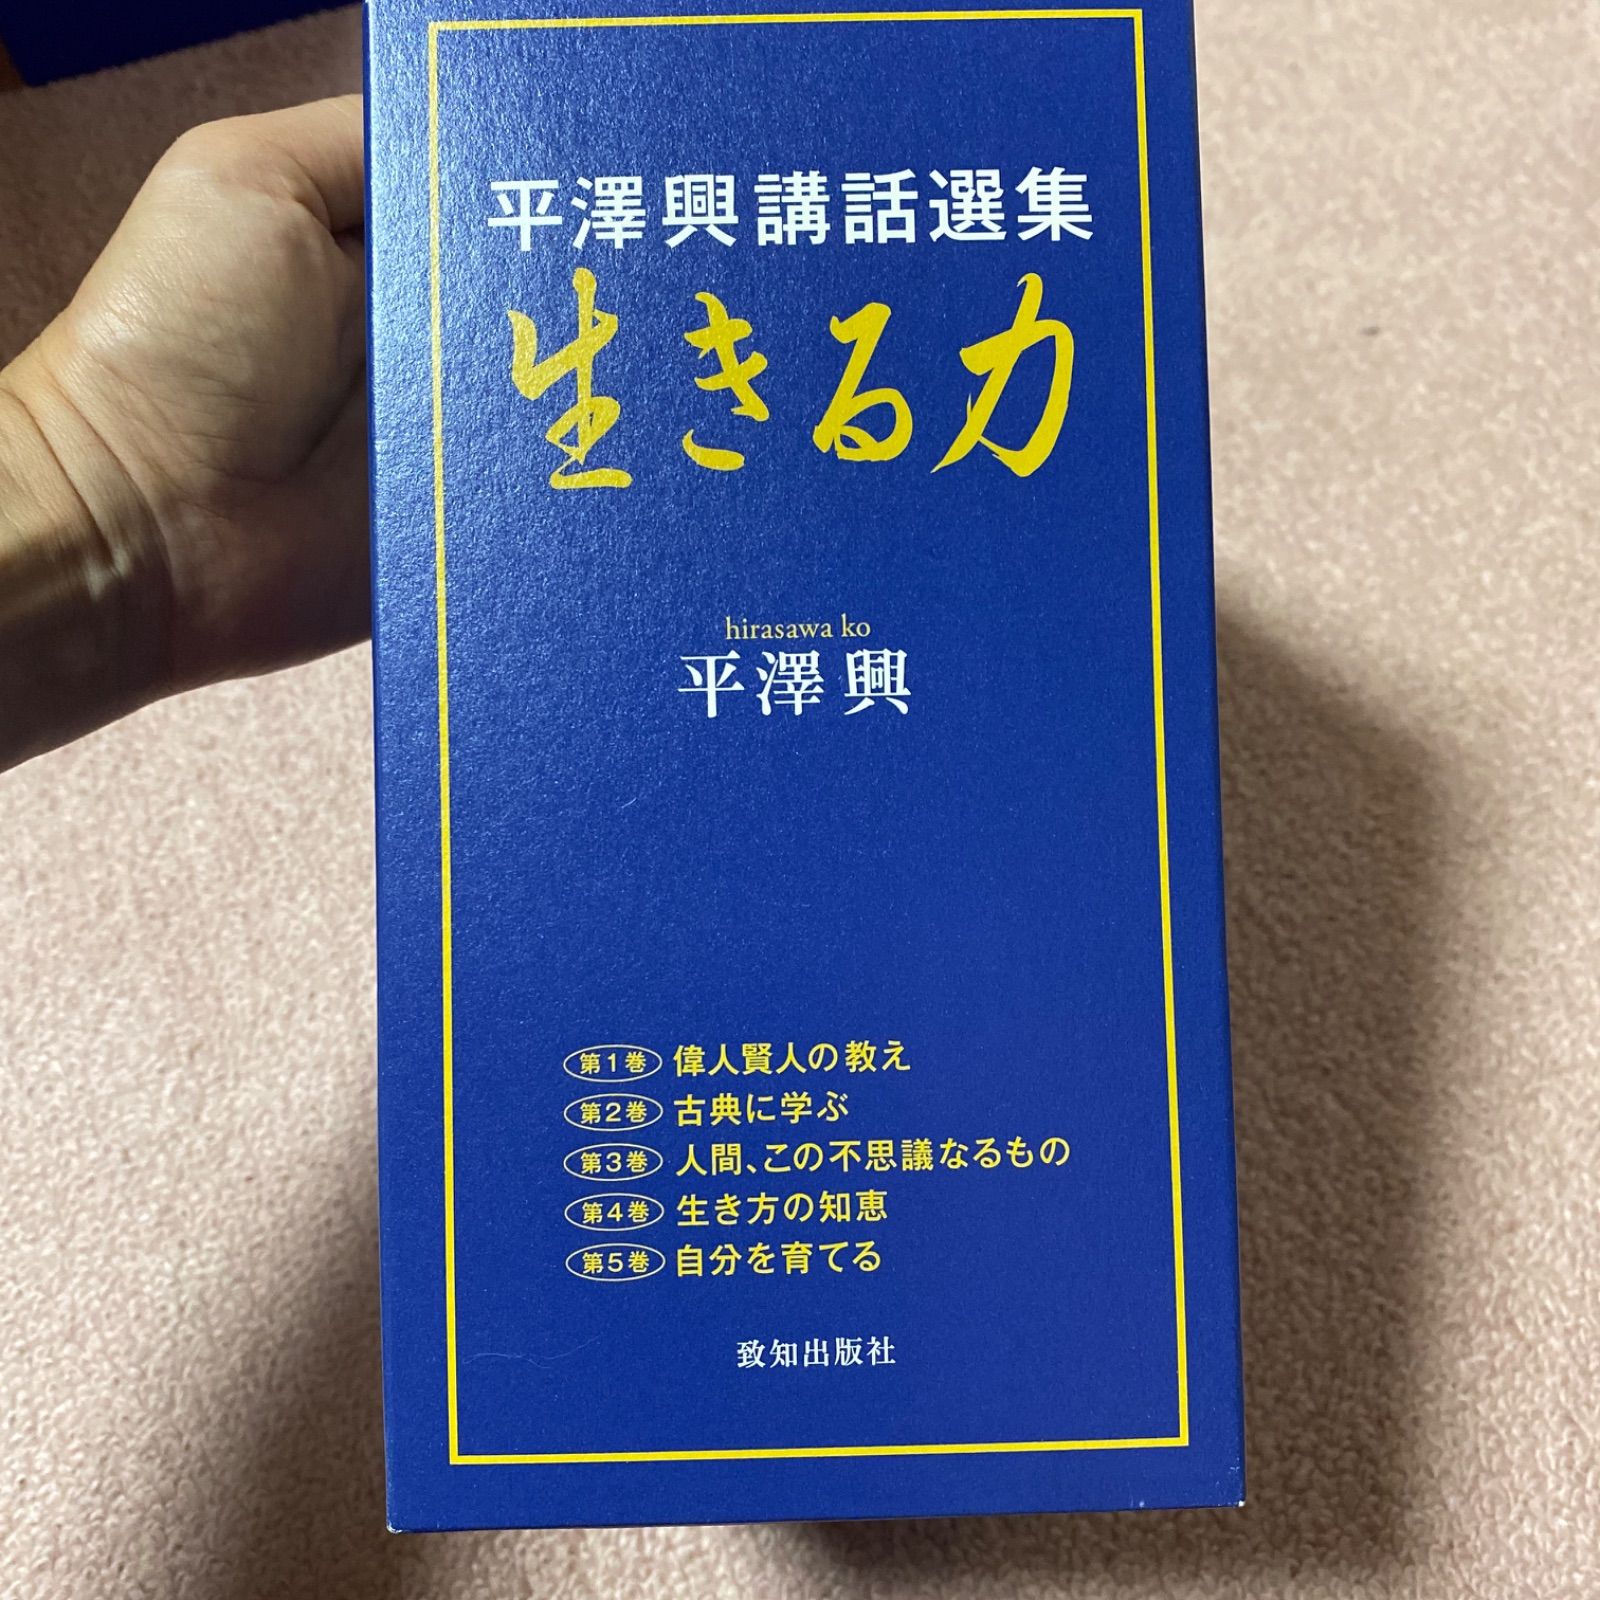 平澤興講話選集
生きる力
hirasawa ko
平澤興
第1巻 偉人賢人の教え
第2巻 古典に学ぶ
第3巻 人間、この不思議なるもの
第4巻 生き方の知恵
第5巻 自分を育てる
致知出版社